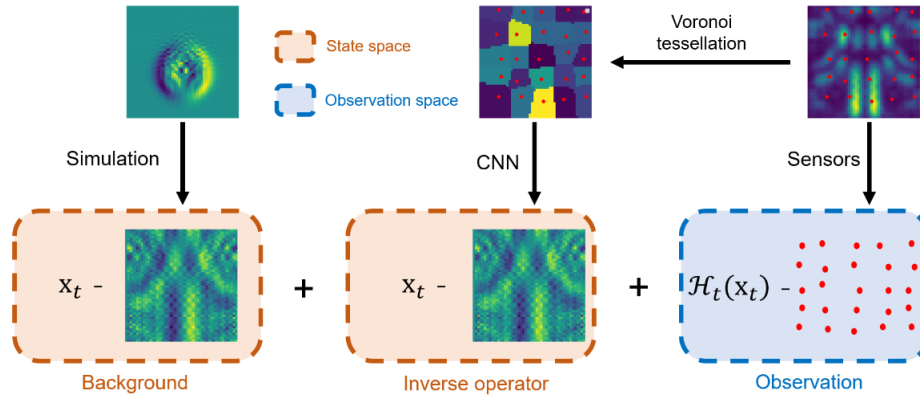 State space
Observation space
Voronoi
tessellation
Simulation
CNN
Sensors
x_t -
+
x_t -
+
ℋ_t(x_t) -
Background
Inverse operator
Observation